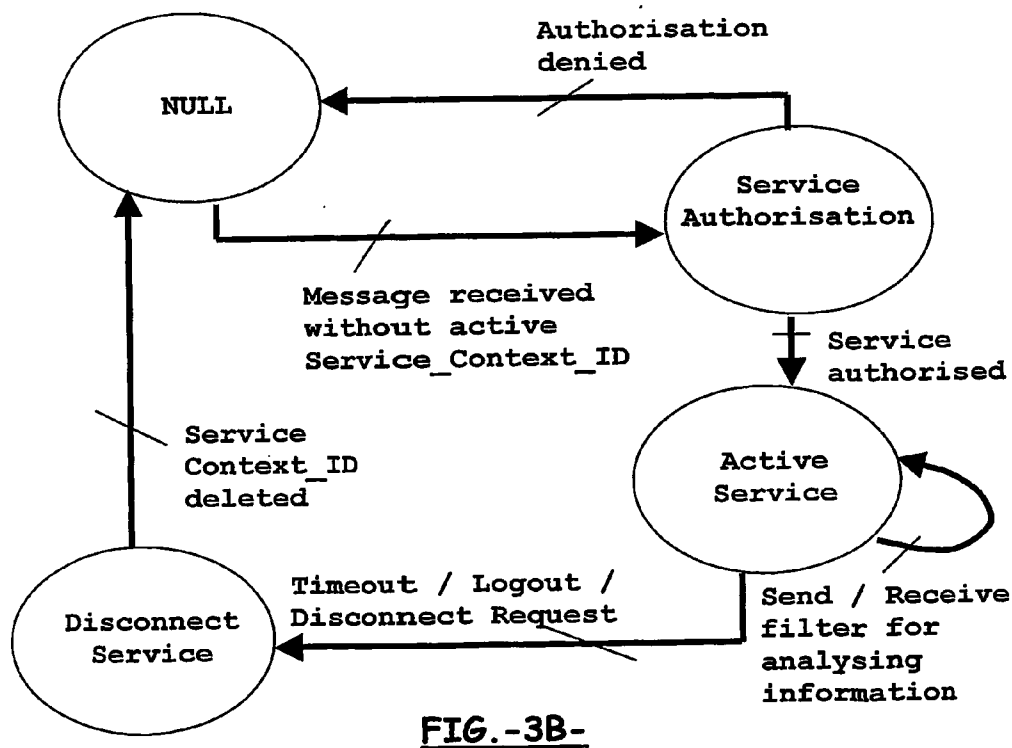 Authorisation
denied
NULL
Service
Authorisation
Message received
without active
Service_Context_ID
Service
authorised
Service
Context_ID
deleted
Active
Service
Timeout / Logout /
Disconnect Request
Disconnect
Service
Send / Receive
filter for
analysing
information
FIG.-3B-